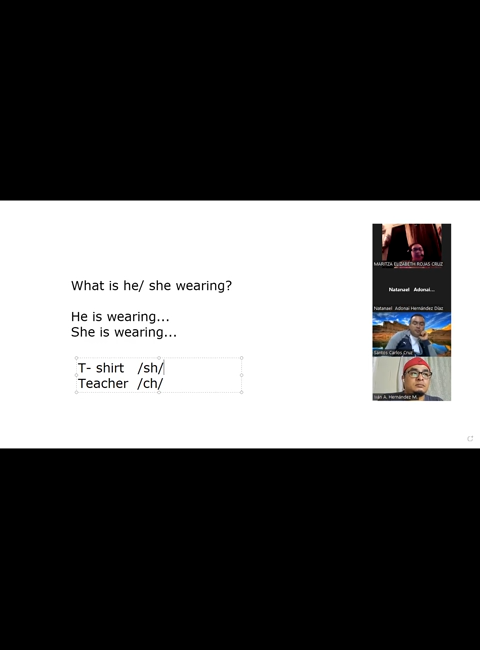 What is he/ she wearing?
He is wearing...
She is wearing...
T- shirt /sh/
Teacher /ch/
MARITZA ELIZABETH ROJAS CRUZ
Natanael Adonai...
Natanael Adonai Hernández Díaz
Santos Carlos Cruz
Iván A. Hernández M.